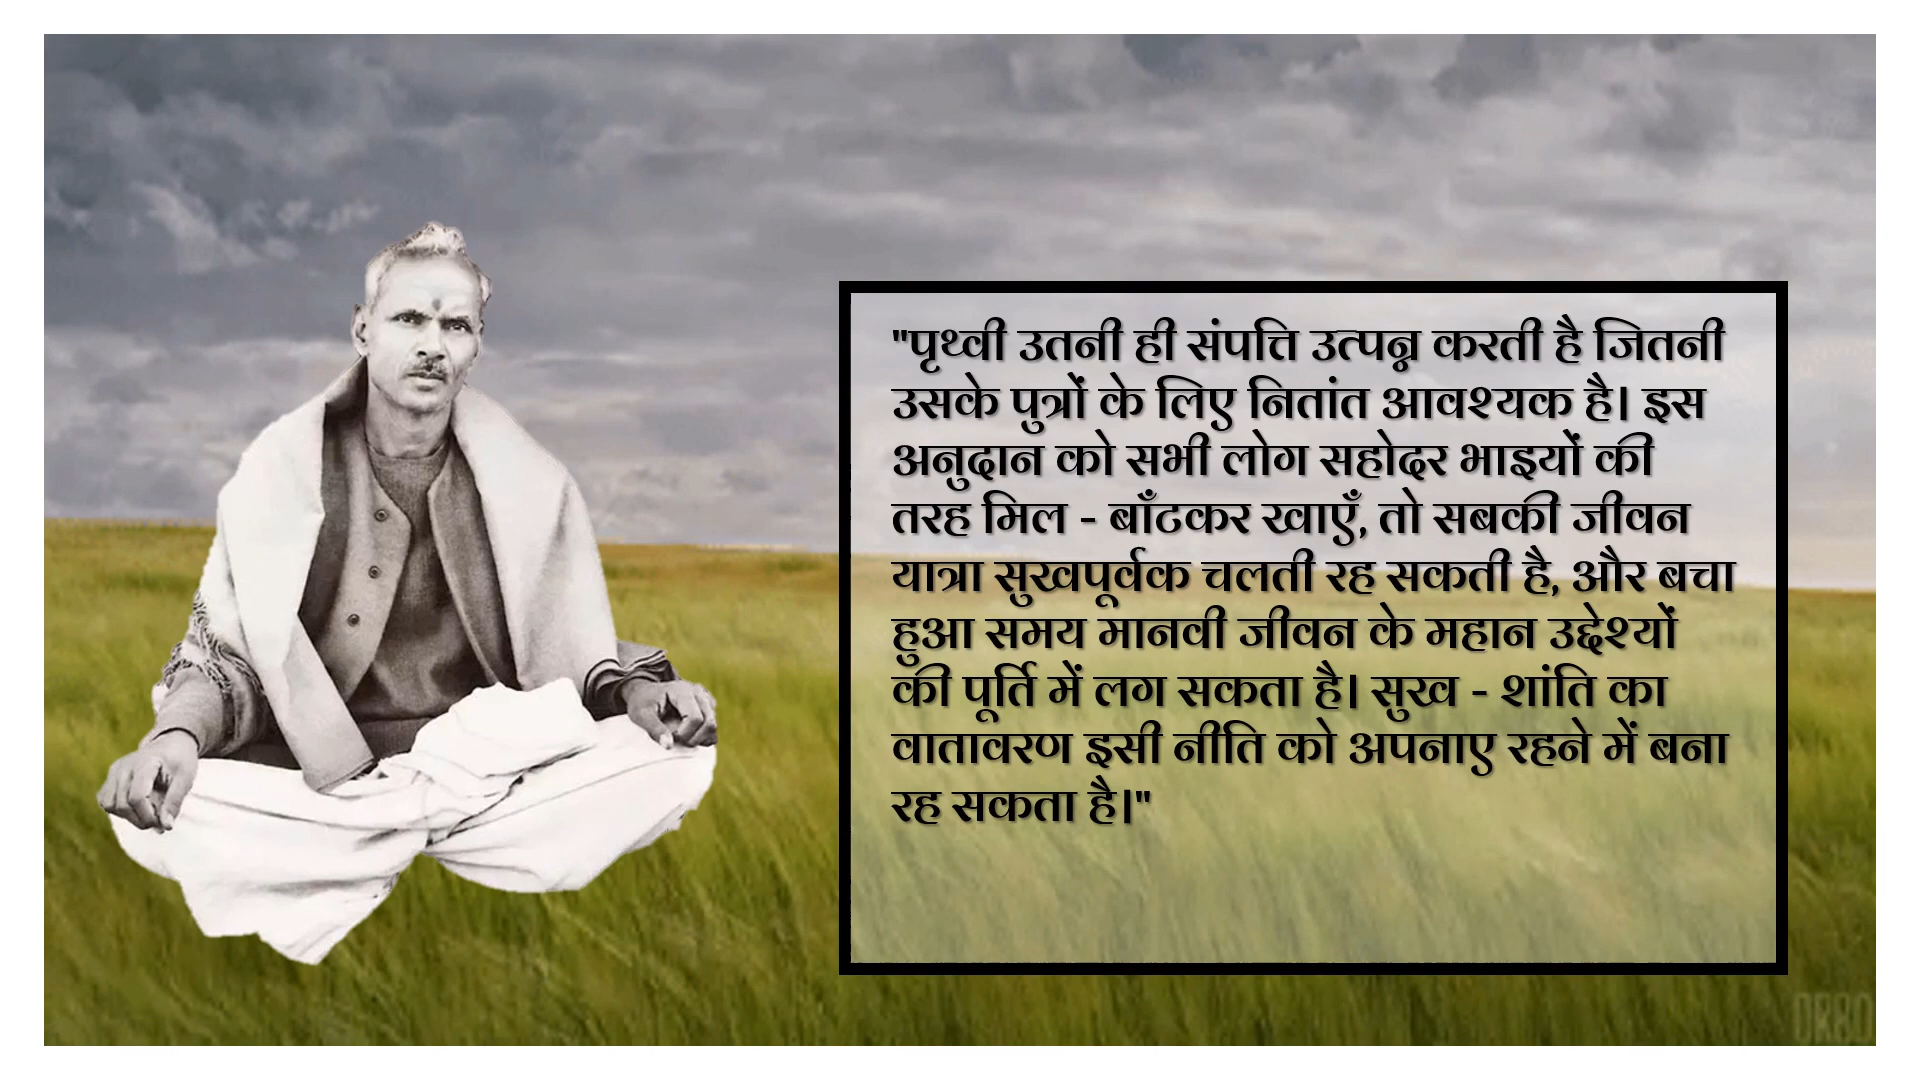 "पृथ्वी उतनी ही संपत्ति उत्पन्न करती है जितनी
उसके पुत्रों के लिए नितांत आवश्यक है। इस
अनुदान को सभी लोग सहोदर भाइयों की
तरह मिल - बाँटकर खाएँ, तो सबकी जीवन
यात्रा सुखपूर्वक चलती रह सकती है, और बचा
हुआ समय मानवी जीवन के महान उद्देश्यों
की पूर्ति में लग सकता है। सुख - शांति का
वातावरण इसी नीति को अपनाए रहने में बना
रह सकता है।"